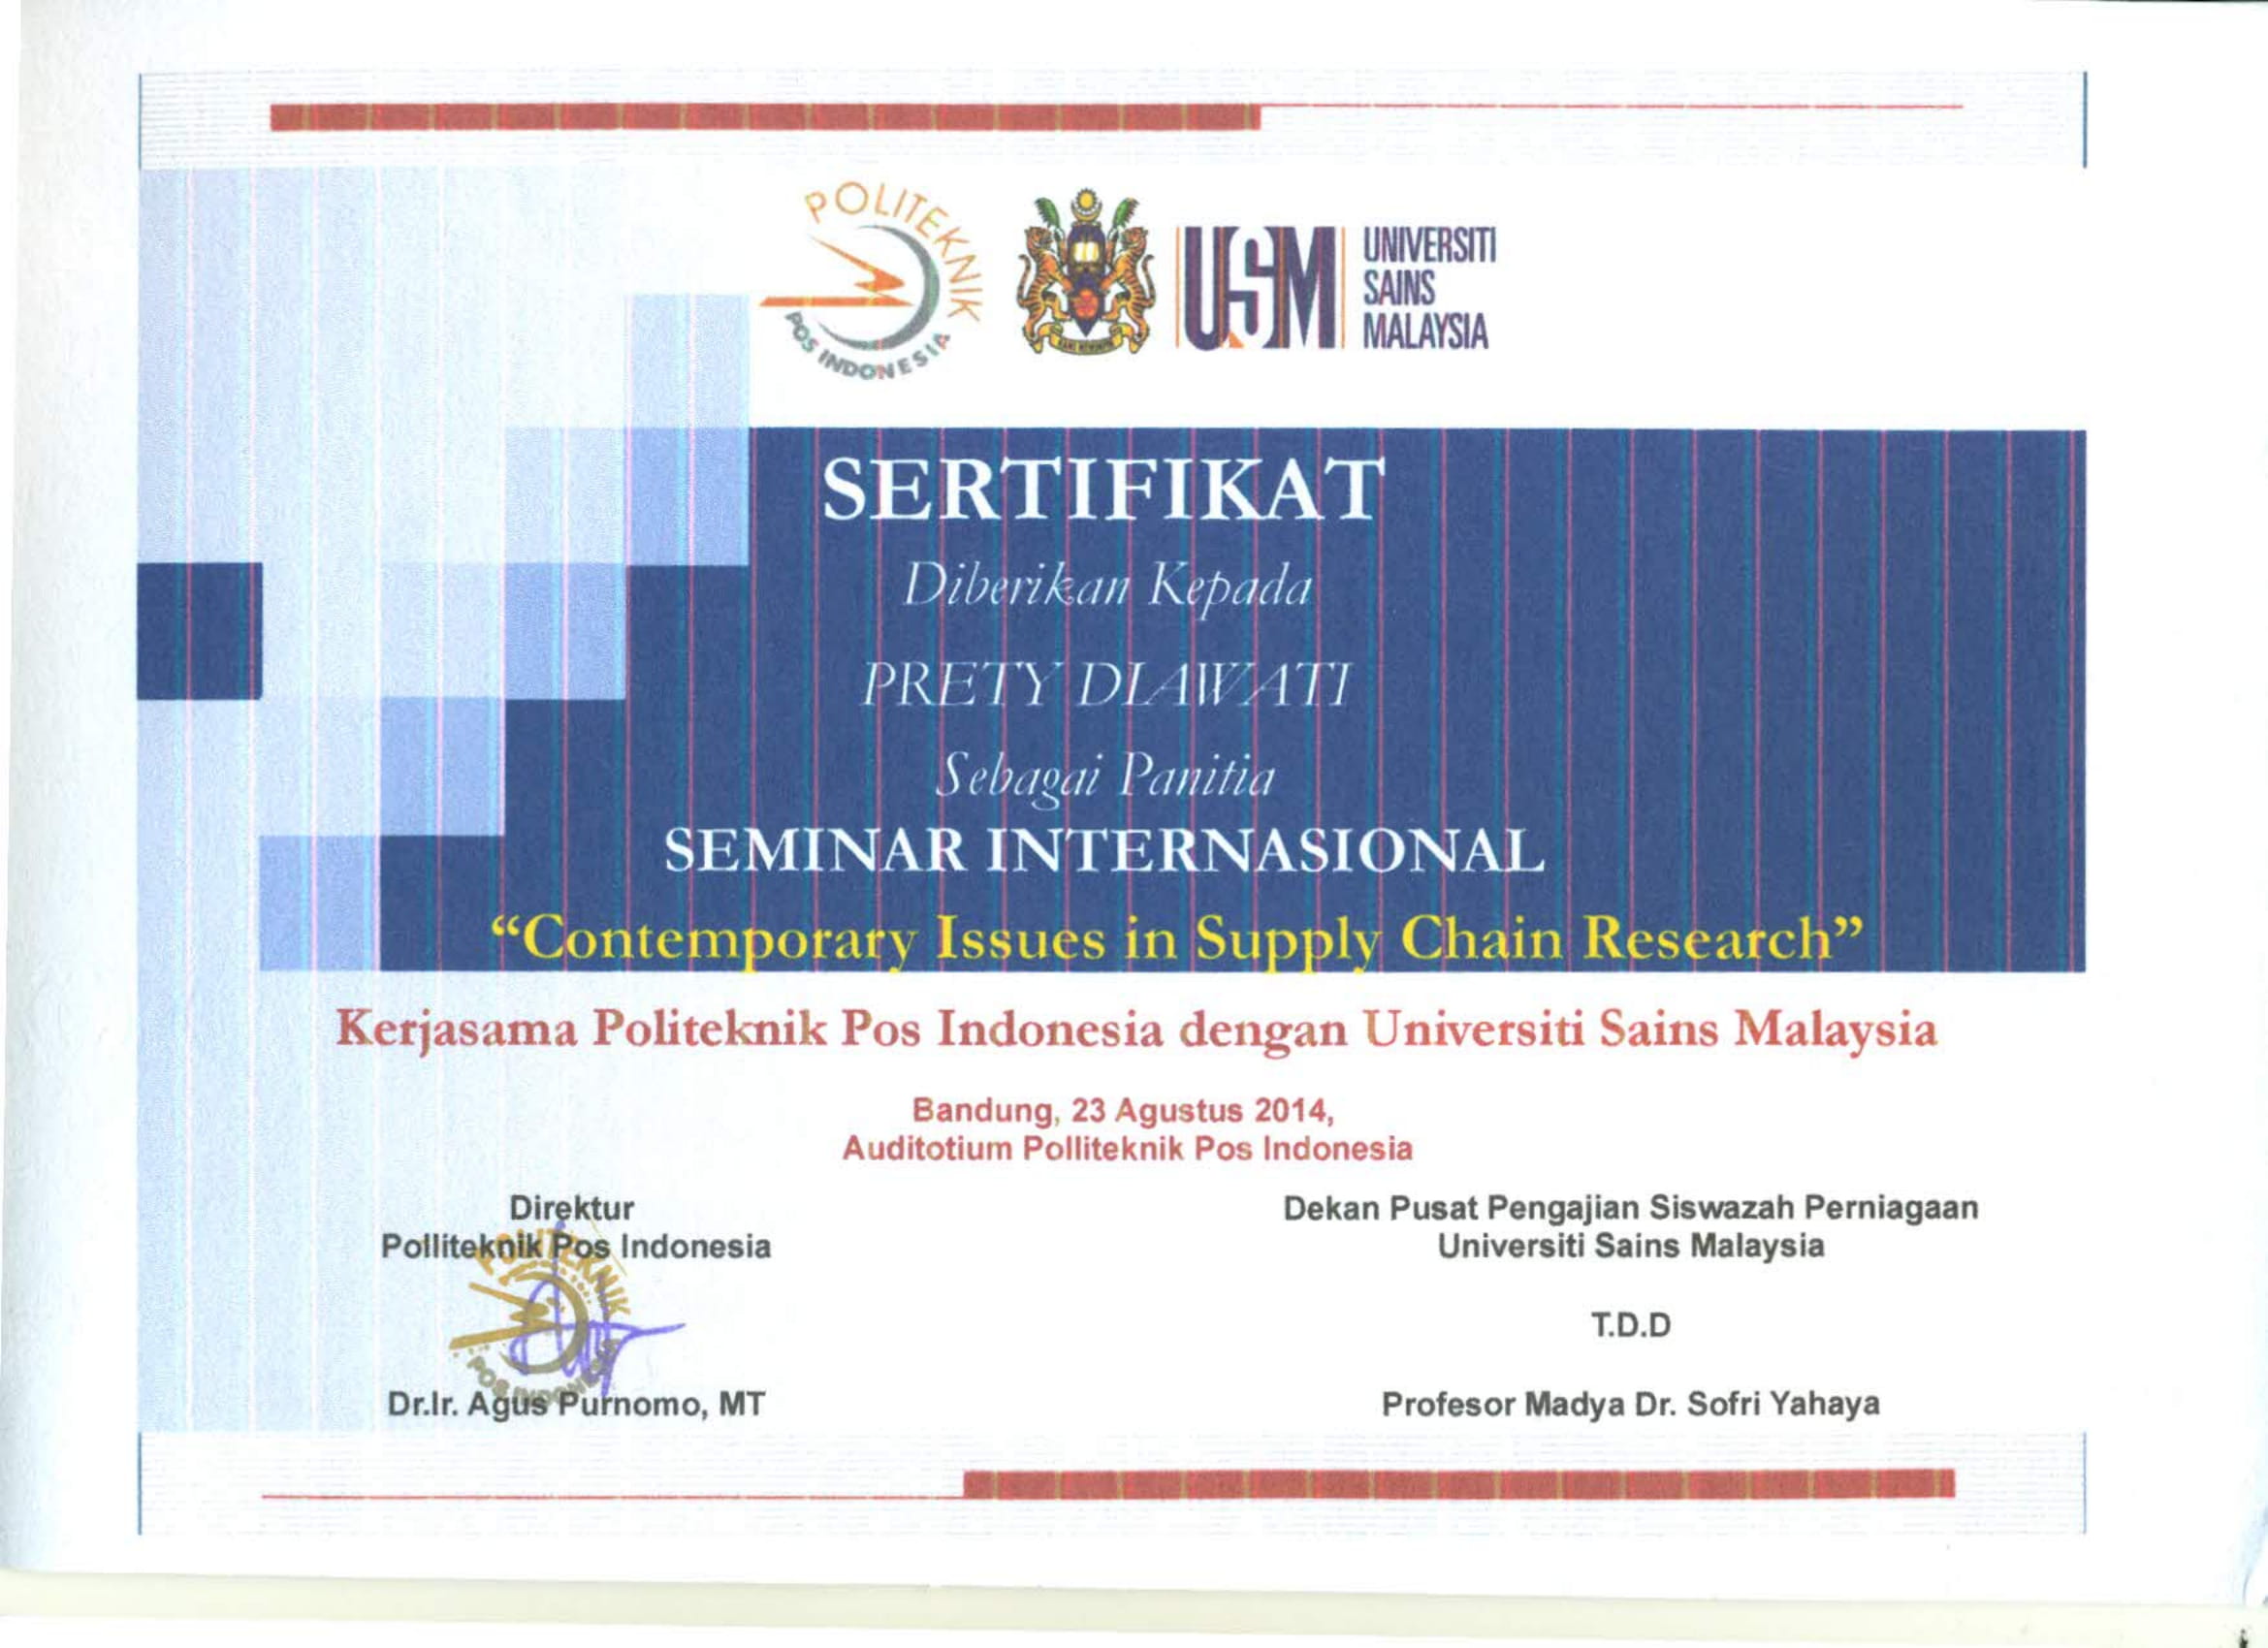 POLITEKNIK
POS INDONESIA
USM
UNIVERSITI
SAINS
MALAYSIA
SERTIFIKAT
Diberikan Kepada
PRETY DIAWATI
Sebagai Panitia
SEMINAR INTERNASIONAL
“Contemporary Issues in Supply Chain Research”
Kerjasama Politeknik Pos Indonesia dengan Universiti Sains Malaysia
Bandung, 23 Agustus 2014,
Auditotium Polliteknik Pos Indonesia
Direktur
Polliteknik Pos Indonesia
POLITEKNIK
POS INDONESIA
Dr.Ir. Agus Purnomo, MT
Dekan Pusat Pengajian Siswazah Perniagaan
Universiti Sains Malaysia
T.D.D
Profesor Madya Dr. Sofri Yahaya